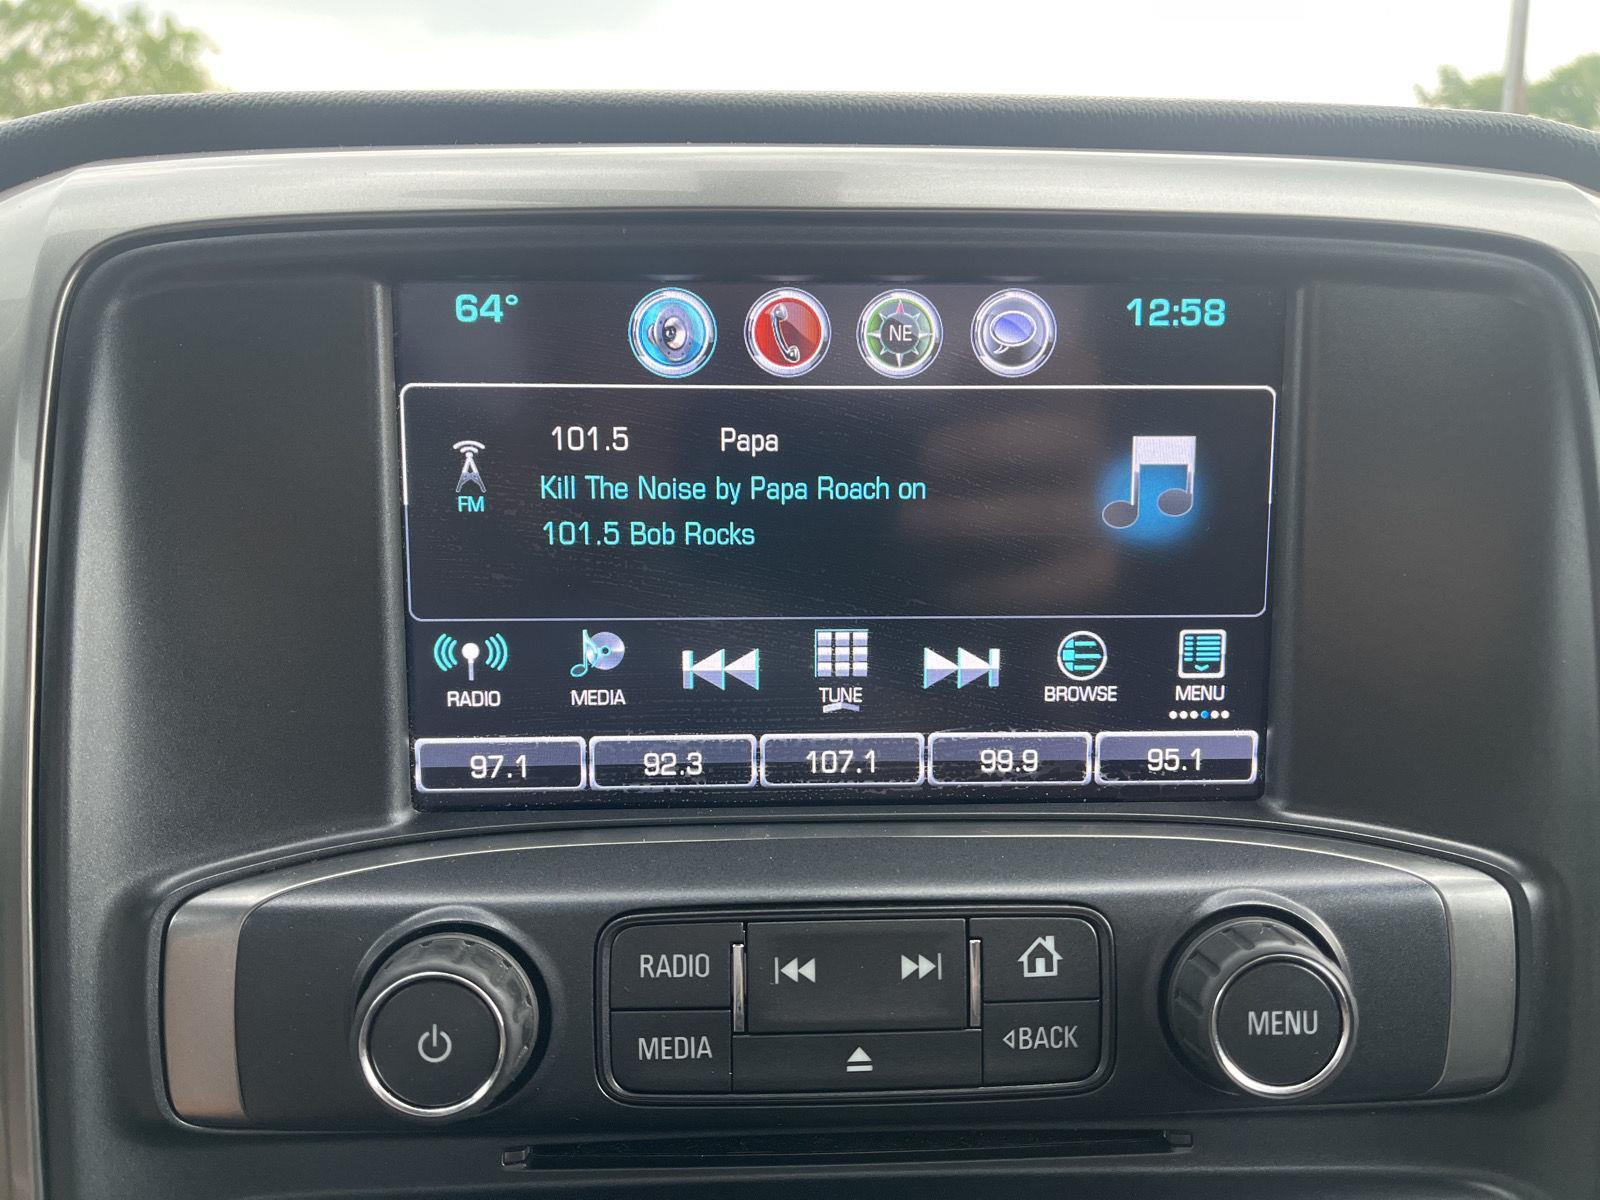 64° NE 12:58
101.5 Papa
Kill The Noise by Papa Roach on
FM
101.5 Bob Rocks
RADIO MEDIA TUNE BROWSE MENU
97.1 92.3 107.1 99.9 95.1
RADIO
MEDIA BACK
MENU